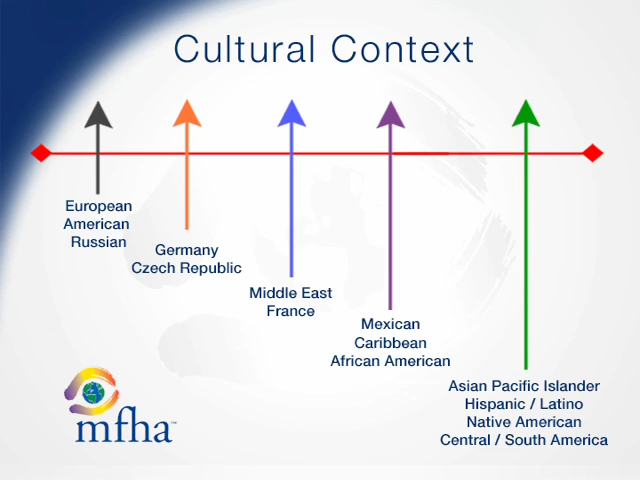 Cultural Context
European
American
Russian
Germany
Czech Republic
Middle East
France
Mexican
Caribbean
African American
Asian Pacific Islander
Hispanic / Latino
Native American
Central / South America
mfha™